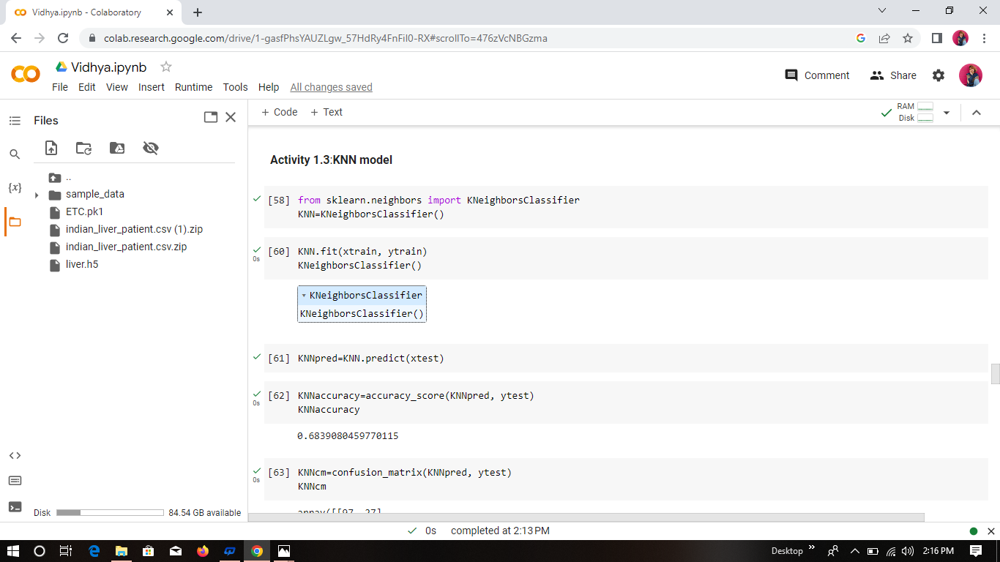 Vidhya.ipynb - Colaboratory
colab.research.google.com/drive/1-gasfPhsYAUZLgw_57HdRy4FnFiI0-RX#scrollTo=476zVcNBGzma
Vidhya.ipynb
File Edit View Insert Runtime Tools Help All changes saved
Comment Share
Files
+ Code + Text
RAM
Disk
..
sample_data
ETC.pk1
indian_liver_patient.csv (1).zip
indian_liver_patient.csv.zip
liver.h5
{x}
Disk 84.54 GB available
Activity 1.3:KNN model
[58] from sklearn.neighbors import KNeighborsClassifier
KNN=KNeighborsClassifier()
[60] KNN.fit(xtrain, ytrain)
0s KNeighborsClassifier()
KNeighborsClassifier
KNeighborsClassifier()
[61] KNNpred=KNN.predict(xtest)
[62] KNNaccuracy=accuracy_score(KNNpred, ytest)
0s KNNaccuracy
0.6839080459770115
[63] KNNcm=confusion_matrix(KNNpred, ytest)
0s KNNcm
array([[97, 27],
0s completed at 2:13 PM
Desktop 2:16 PM